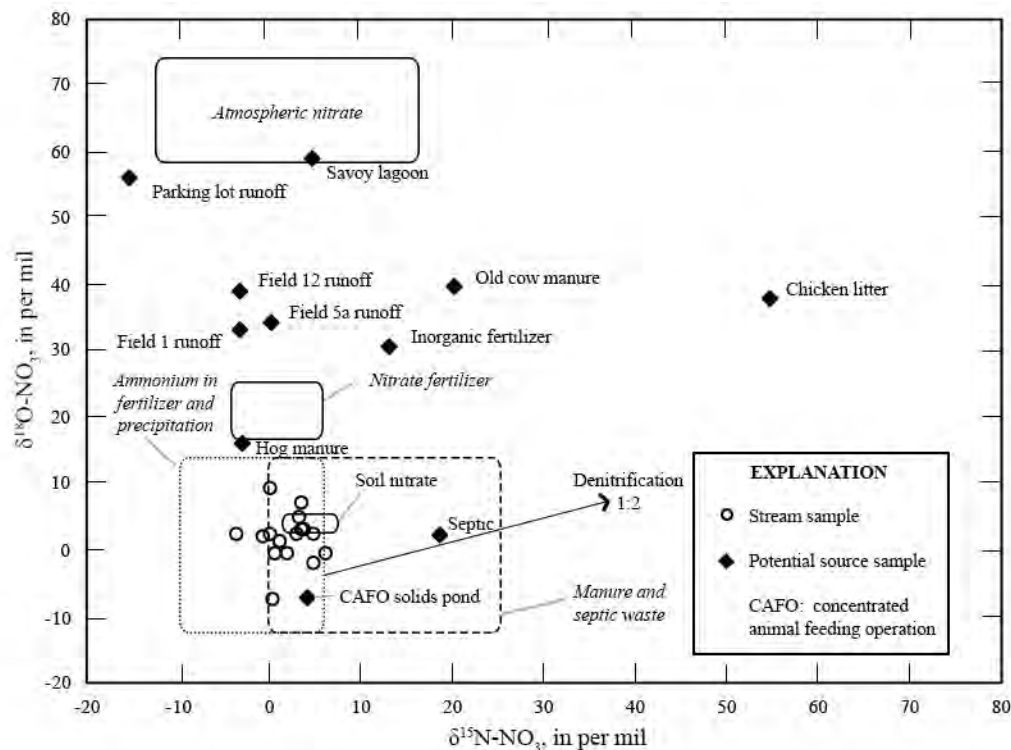 80
70
60
50
40
30
20
10
0
-10
-20
δ¹⁸O-NO₃, in per mil
Atmospheric nitrate
Savoy lagoon
Parking lot runoff
Field 12 runoff
Old cow manure
Chicken litter
Field 5a runoff
Field 1 runoff
Inorganic fertilizer
Ammonium in
fertilizer and
precipitation
Nitrate fertilizer
Hog manure
Soil nitrate
Denitrification
1:2
Septic
CAFO solids pond
Manure and
septic waste
EXPLANATION
Stream sample
Potential source sample
CAFO: concentrated
animal feeding operation
-20 -10 0 10 20 30 40 50 60 70 80
δ¹⁵N-NO₃, in per mil